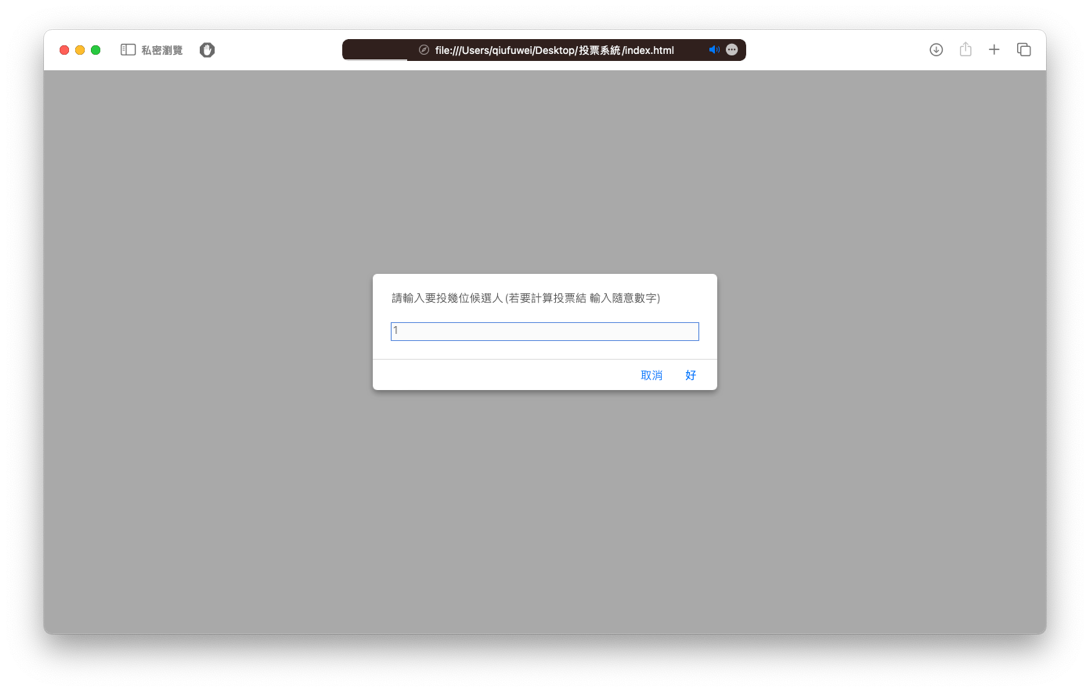 私密瀏覽
file:///Users/qiufuwei/Desktop/投票系統/index.html
請輸入要投幾位候選人 (若要計算投票結 輸入隨意數字)
1
取消 好